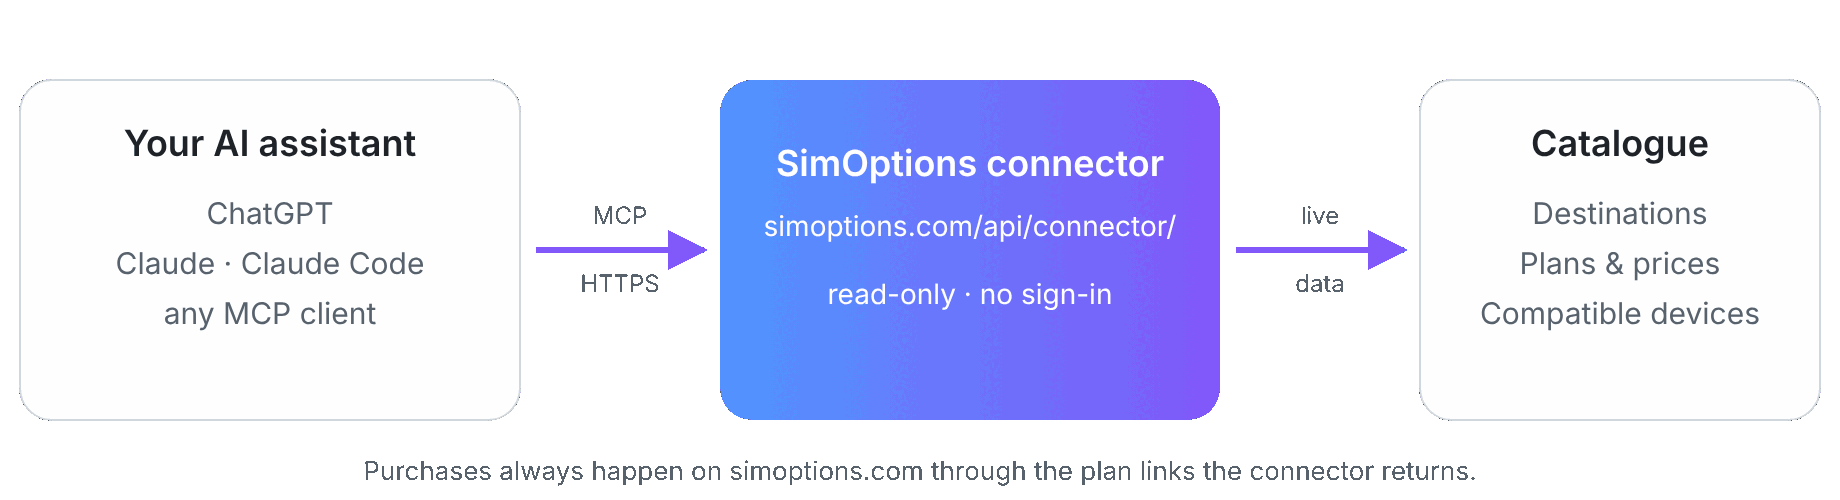 Your AI assistant
ChatGPT
Claude · Claude Code
any MCP client
MCP
HTTPS
SimOptions connector
simoptions.com/api/connector/
read-only · no sign-in
live
data
Catalogue
Destinations
Plans & prices
Compatible devices
Purchases always happen on simoptions.com through the plan links the connector returns.